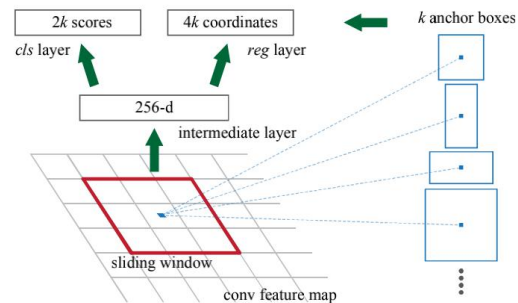 2k scores
4k coordinates
k anchor boxes
cls layer
reg layer
256-d
intermediate layer
sliding window
conv feature map